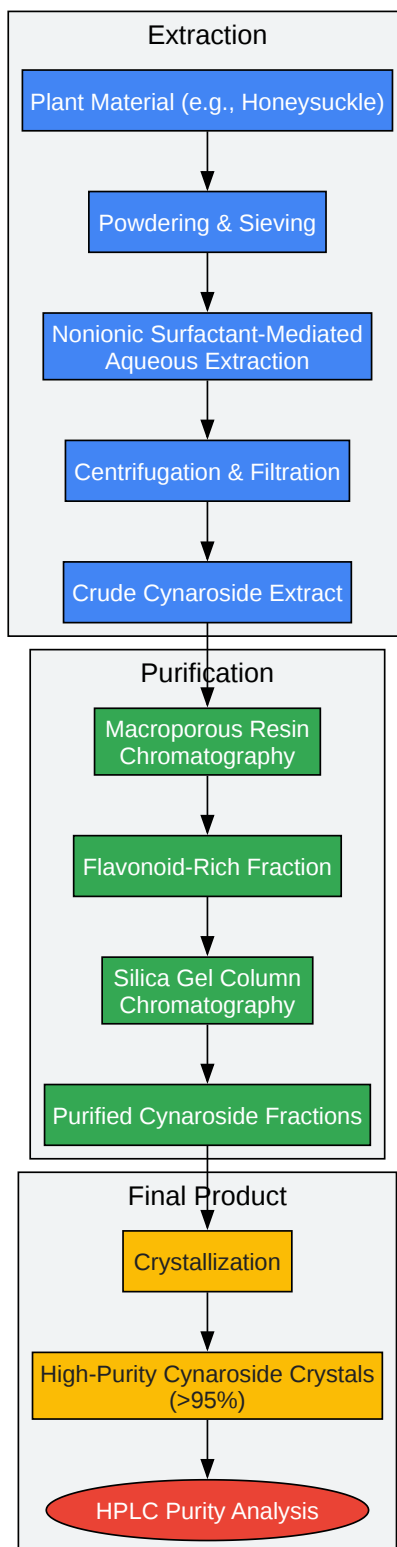 Extraction
Plant Material (e.g., Honeysuckle)
Powdering & Sieving
Nonionic Surfactant-Mediated
Aqueous Extraction
Centrifugation & Filtration
Crude Cynaroside Extract
Purification
Macroporous Resin
Chromatography
Flavonoid-Rich Fraction
Silica Gel Column
Chromatography
Purified Cynaroside Fractions
Final Product
Crystallization
High-Purity Cynaroside Crystals
(>95%)
HPLC Purity Analysis